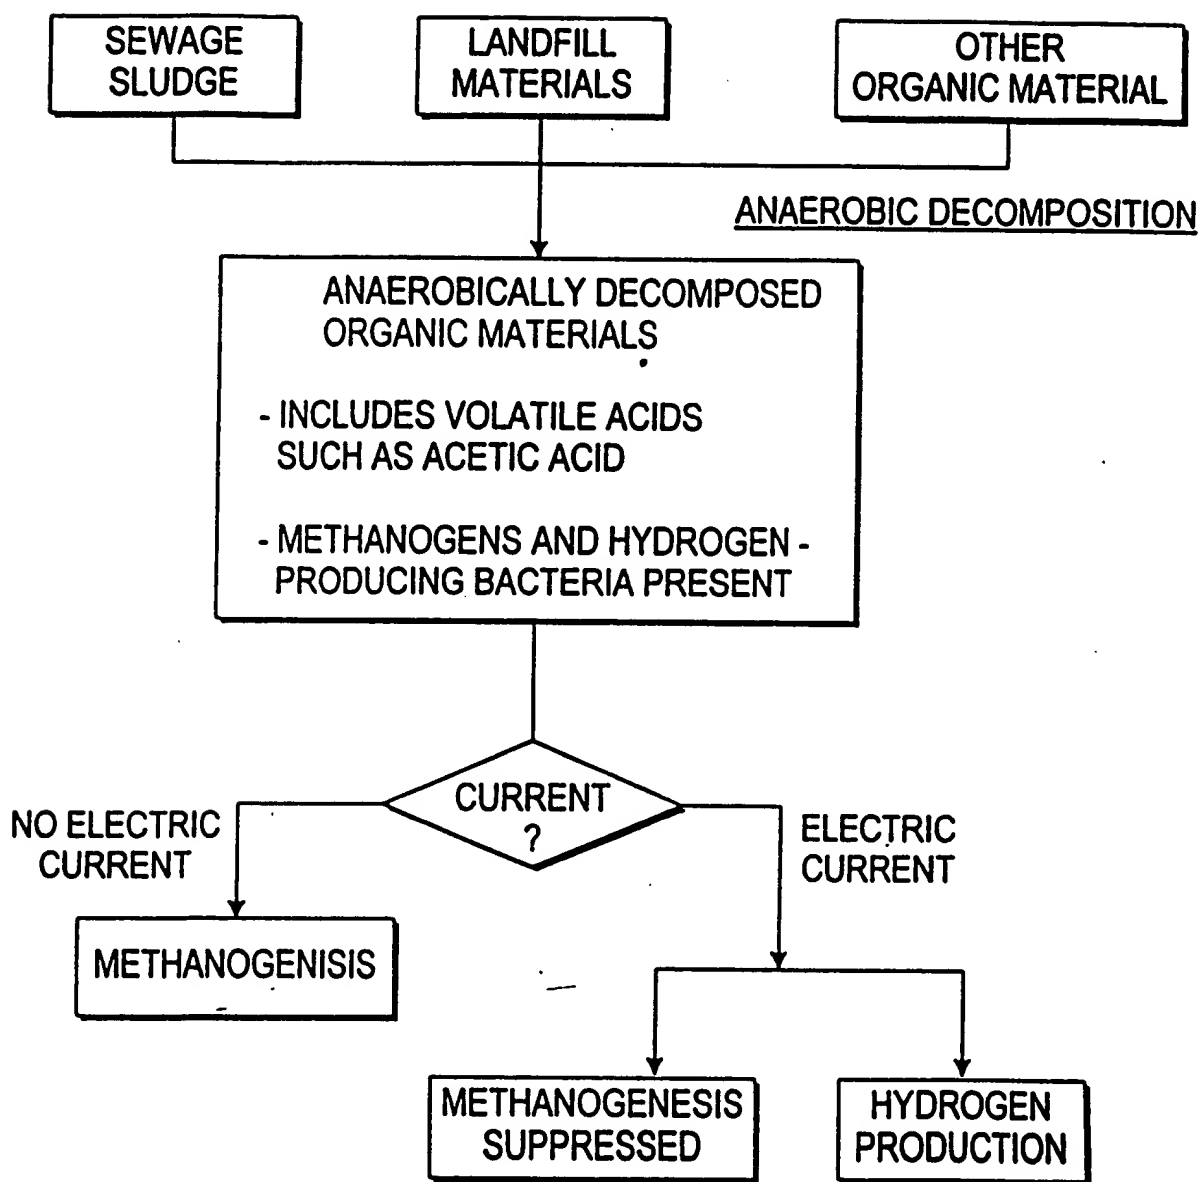 SEWAGE
SLUDGE
LANDFILL
MATERIALS
OTHER
ORGANIC MATERIAL
ANAEROBIC DECOMPOSITION
ANAEROBICALLY DECOMPOSED
ORGANIC MATERIALS
- INCLUDES VOLATILE ACIDS
SUCH AS ACETIC ACID
- METHANOGENS AND HYDROGEN -
PRODUCING BACTERIA PRESENT
CURRENT
?
NO ELECTRIC
CURRENT
ELECTRIC
CURRENT
METHANOGENISIS
METHANOGENESIS
SUPPRESSED
HYDROGEN
PRODUCTION